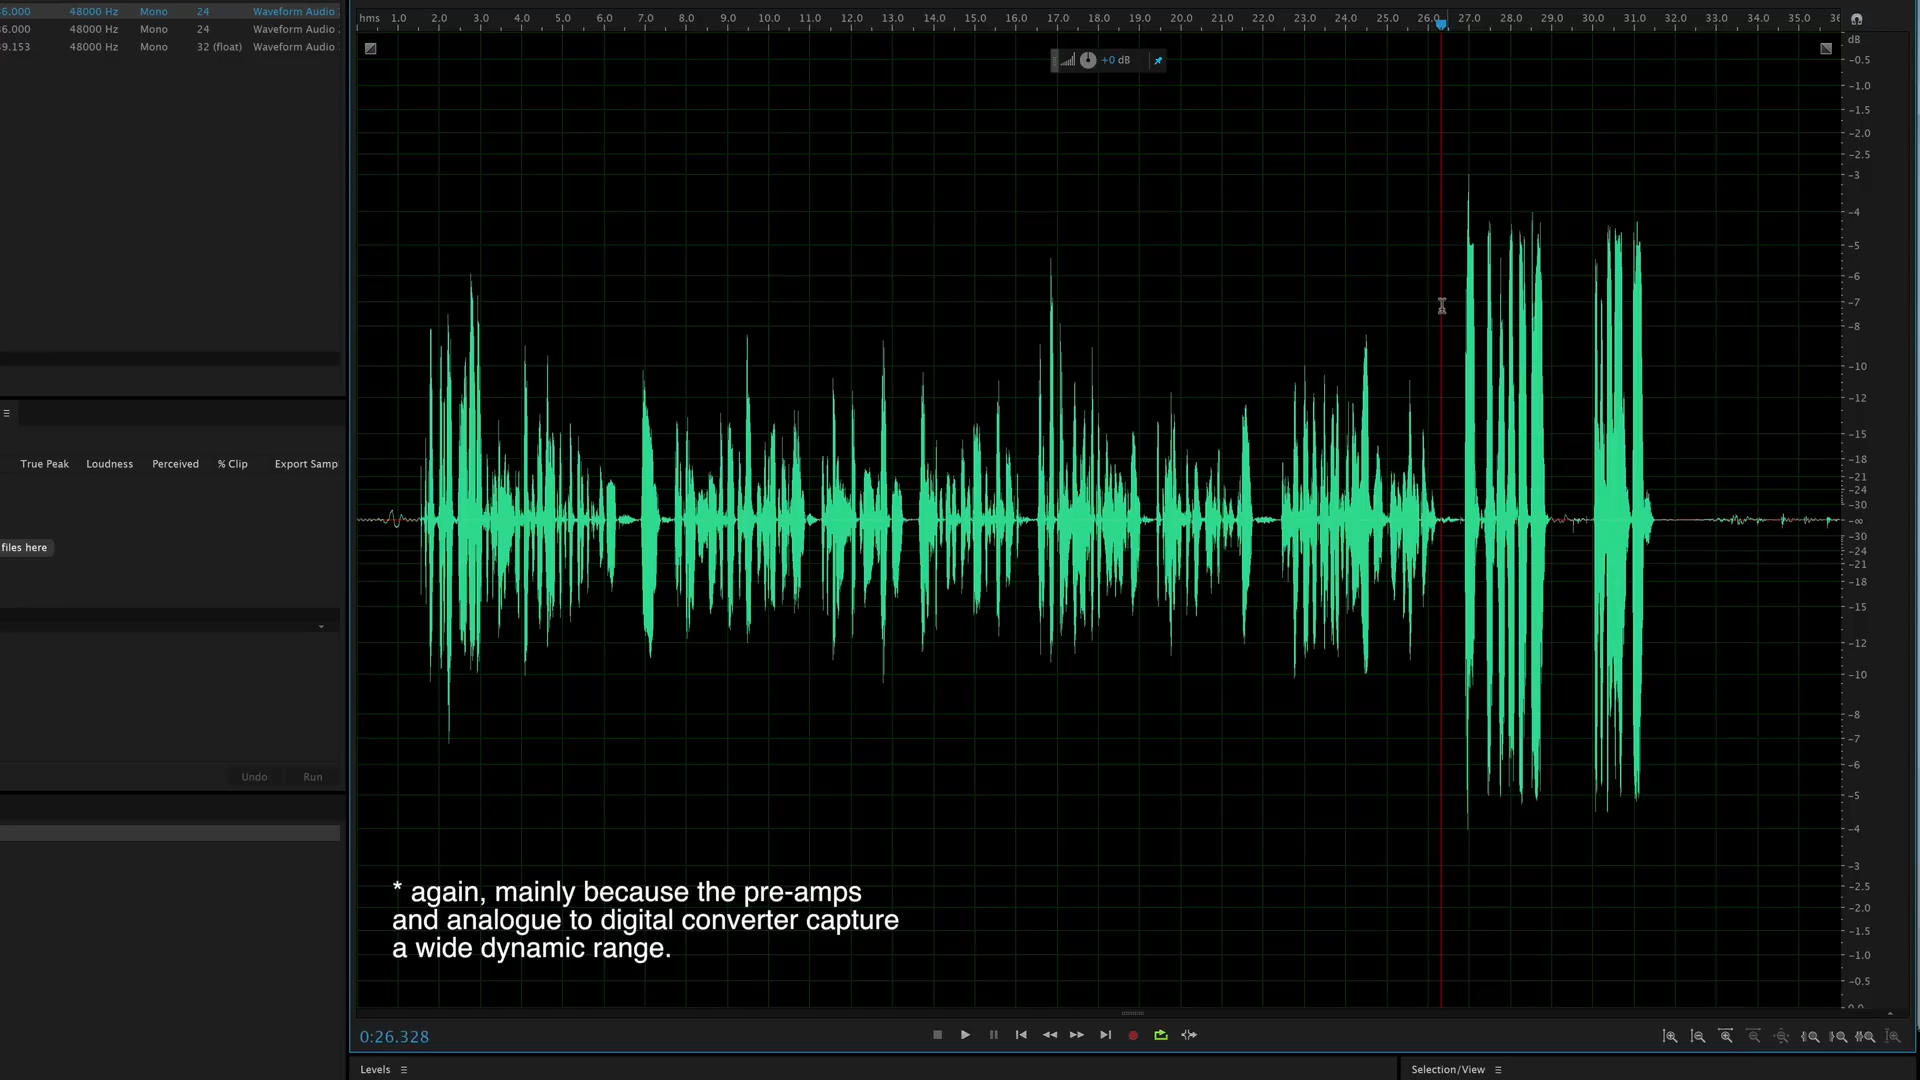 6.000 48000 Hz Mono 24 Waveform Audio
6.000 48000 Hz Mono 24 Waveform Audio
9.153 48000 Hz Mono 32 (float) Waveform Audio
True Peak Loudness Perceived % Clip Export Samp
files here
Undo Run
hms 1.0 2.0 3.0 4.0 5.0 6.0 7.0 8.0 9.0 10.0 11.0 12.0 13.0 14.0 15.0 16.0 17.0 18.0 19.0 20.0 21.0 22.0 23.0 24.0 25.0 26.0 27.0 28.0 29.0 30.0 31.0 32.0 33.0 34.0 35.0 36
+0 dB
dB
-0.5
-1.0
-1.5
-2.0
-2.5
-3
-4
-5
-6
-7
-8
-10
-12
-15
-18
-21
-24
-30
-∞
-30
-24
-21
-18
-15
-12
-10
-8
-7
-6
-5
-4
-3
-2.5
-2.0
-1.5
-1.0
-0.5
0.0
* again, mainly because the pre-amps
and analogue to digital converter capture
a wide dynamic range.
0:26.328
Levels
Selection/View